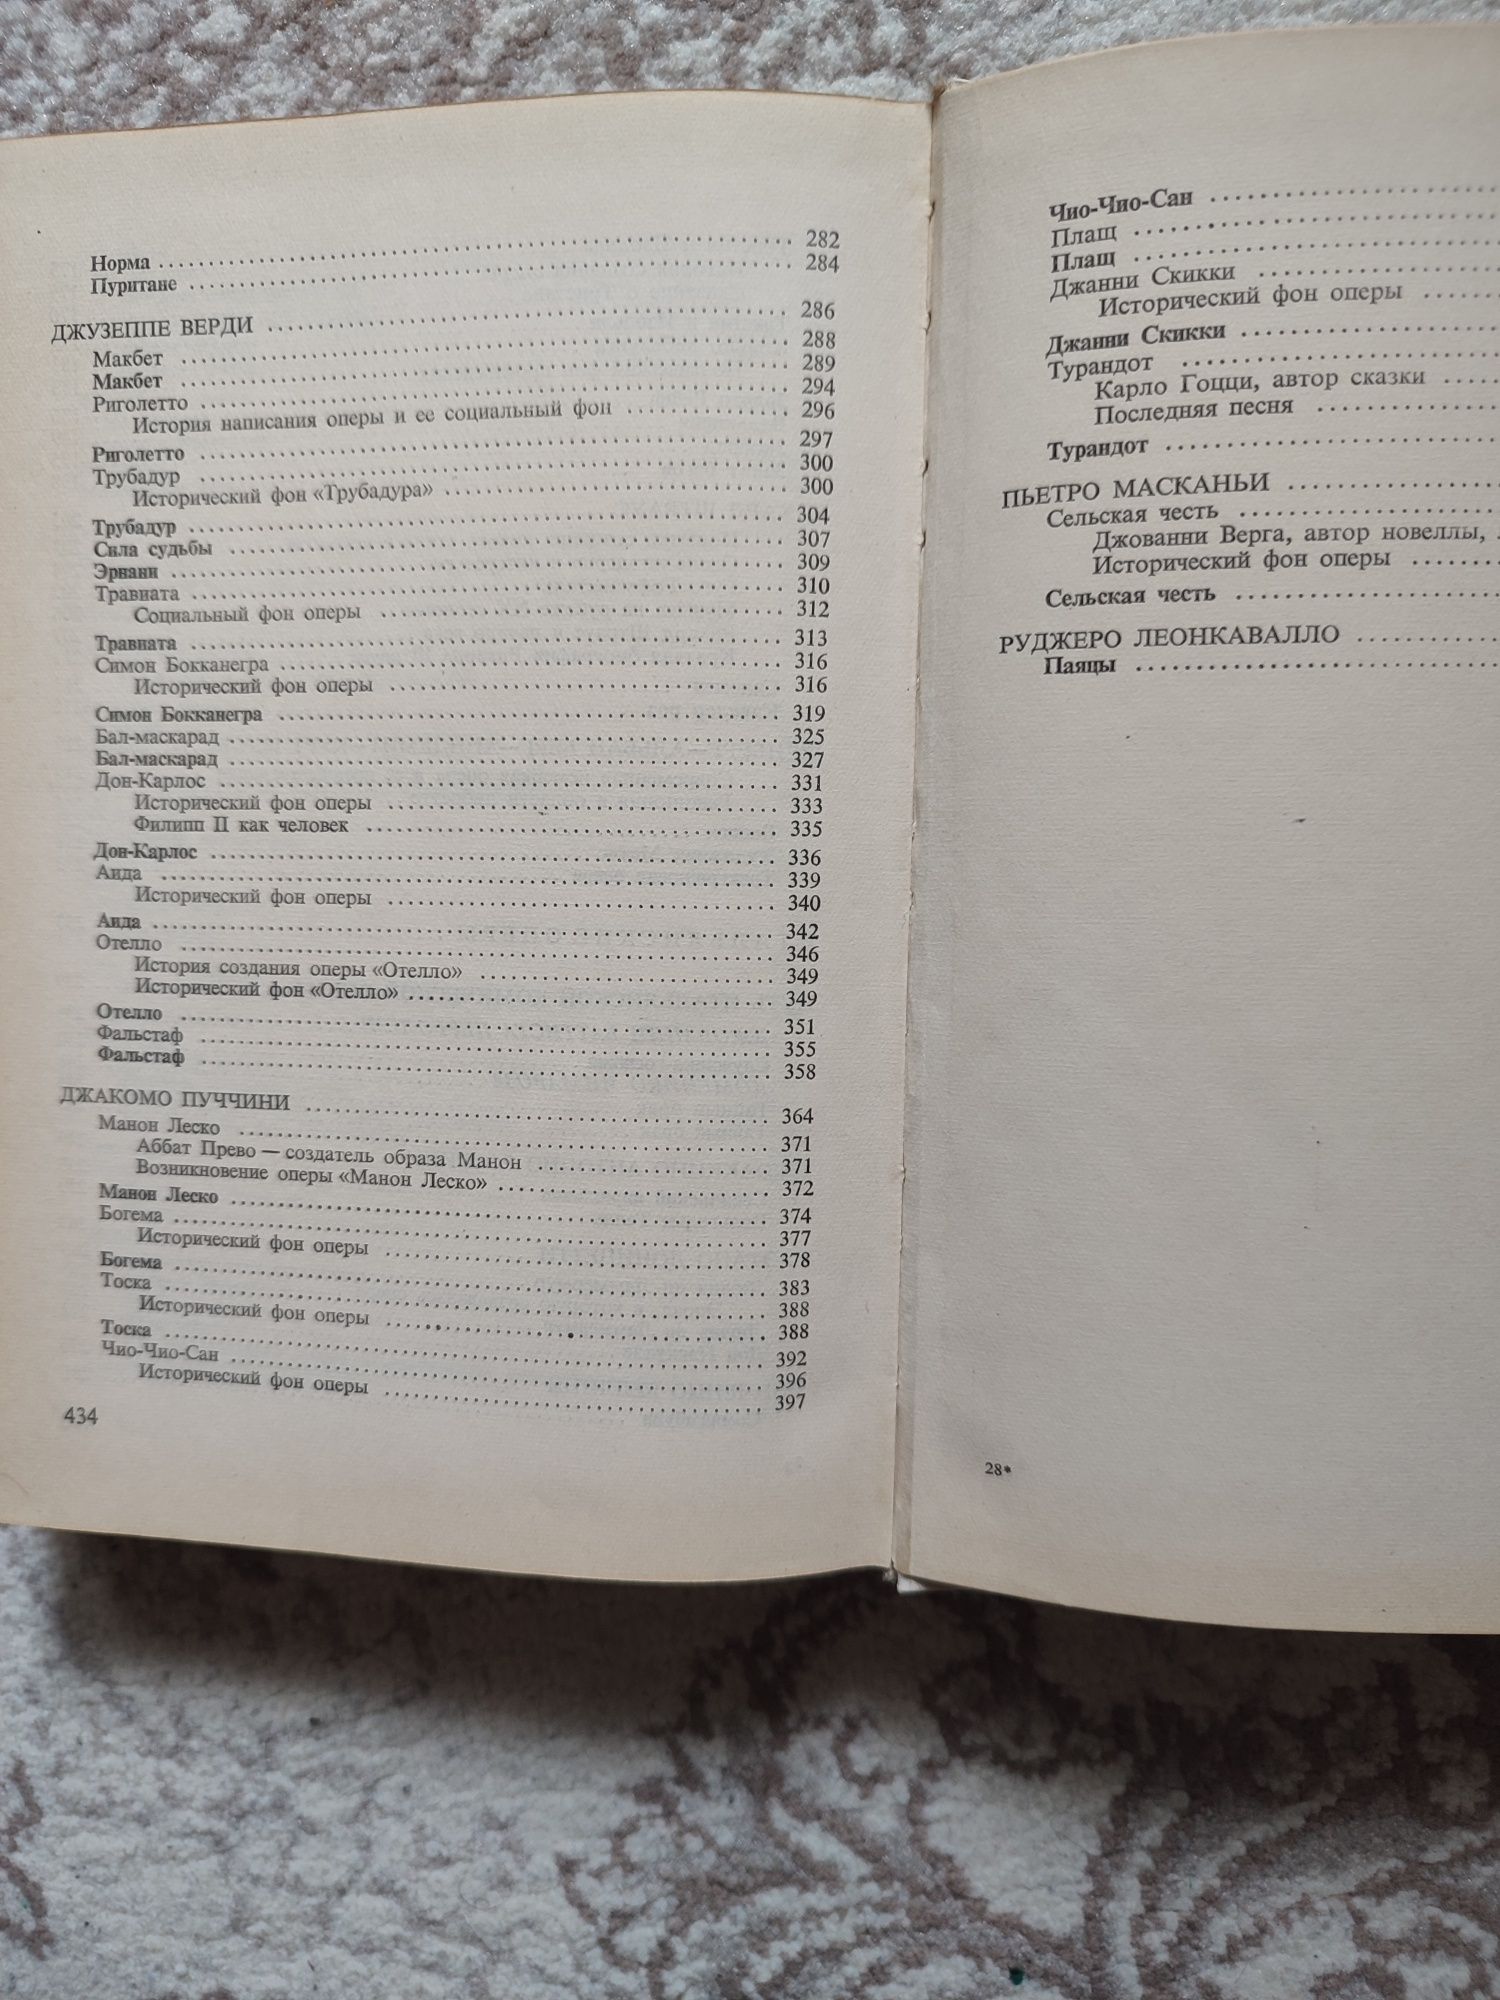 Норма . . . . . . . . . . 282
Пуритане . . . . . . . . . . 284
ДЖУЗЕППЕ ВЕРДИ . . . . . . . . . . 286
Макбет . . . . . . . . . . 288
Макбет . . . . . . . . . . 289
Риголетто . . . . . . . . . . 294
История написания оперы и ее социальный фон . . . . . . . . . . 296
Риголетто . . . . . . . . . . 297
Трубадур . . . . . . . . . . 300
Исторический фон «Трубадура» . . . . . . . . . . 300
Трубадур . . . . . . . . . . 304
Сила судьбы . . . . . . . . . . 307
Эрнани . . . . . . . . . . 309
Травиата . . . . . . . . . . 310
Социальный фон оперы . . . . . . . . . . 312
Травиата . . . . . . . . . . 313
Симон Бокканегра . . . . . . . . . . 316
Исторический фон оперы . . . . . . . . . . 316
Симон Бокканегра . . . . . . . . . . 319
Бал-маскарад . . . . . . . . . . 325
Бал-маскарад . . . . . . . . . . 327
Дон-Карлос . . . . . . . . . . 331
Исторический фон оперы . . . . . . . . . . 333
Филипп II как человек . . . . . . . . . . 335
Дон-Карлос . . . . . . . . . . 336
Аида . . . . . . . . . . 339
Исторический фон оперы . . . . . . . . . . 340
Аида . . . . . . . . . . 342
Отелло . . . . . . . . . . 346
История создания оперы «Отелло» . . . . . . . . . . 349
Исторический фон «Отелло» . . . . . . . . . . 349
Отелло . . . . . . . . . . 351
Фальстаф . . . . . . . . . . 355
Фальстаф . . . . . . . . . . 358
ДЖАКОМО ПУЧЧИНИ . . . . . . . . . . 364
Манон Леско . . . . . . . . . . 371
Аббат Прево — создатель образа Манон . . . . . . . . . . 371
Возникновение оперы «Манон Леско» . . . . . . . . . . 372
Манон Леско . . . . . . . . . . 374
Богема . . . . . . . . . . 377
Исторический фон оперы . . . . . . . . . . 378
Богема . . . . . . . . . . 383
Тоска . . . . . . . . . . 388
Исторический фон оперы . . . . . . . . . . 388
Тоска . . . . . . . . . . 392
Чио-Чио-Сан . . . . . . . . . . 396
Исторический фон оперы . . . . . . . . . . 397
434
Чио-Чио-Сан . . . . . . . . . .
Плащ . . . . . . . . . .
Плащ . . . . . . . . . .
Джанни Скикки . . . . . . . . . .
Исторический фон оперы . . . . . .
Джанни Скикки . . . . . . . . . .
Турандот . . . . . . . . . .
Карло Гоцци, автор сказки . . . . .
Последняя песня . . . . . . . . . .
Турандот . . . . . . . . . .
ПЬЕТРО МАСКАНЬИ . . . . . . . . . .
Сельская честь . . . . . . . . . .
Джованни Верга, автор новеллы,
Исторический фон оперы . . . . . .
Сельская честь . . . . . . . . . .
РУДЖЕРО ЛЕОНКАВАЛЛО . . . . . . . . . .
Паяцы . . . . . . . . . .
28*